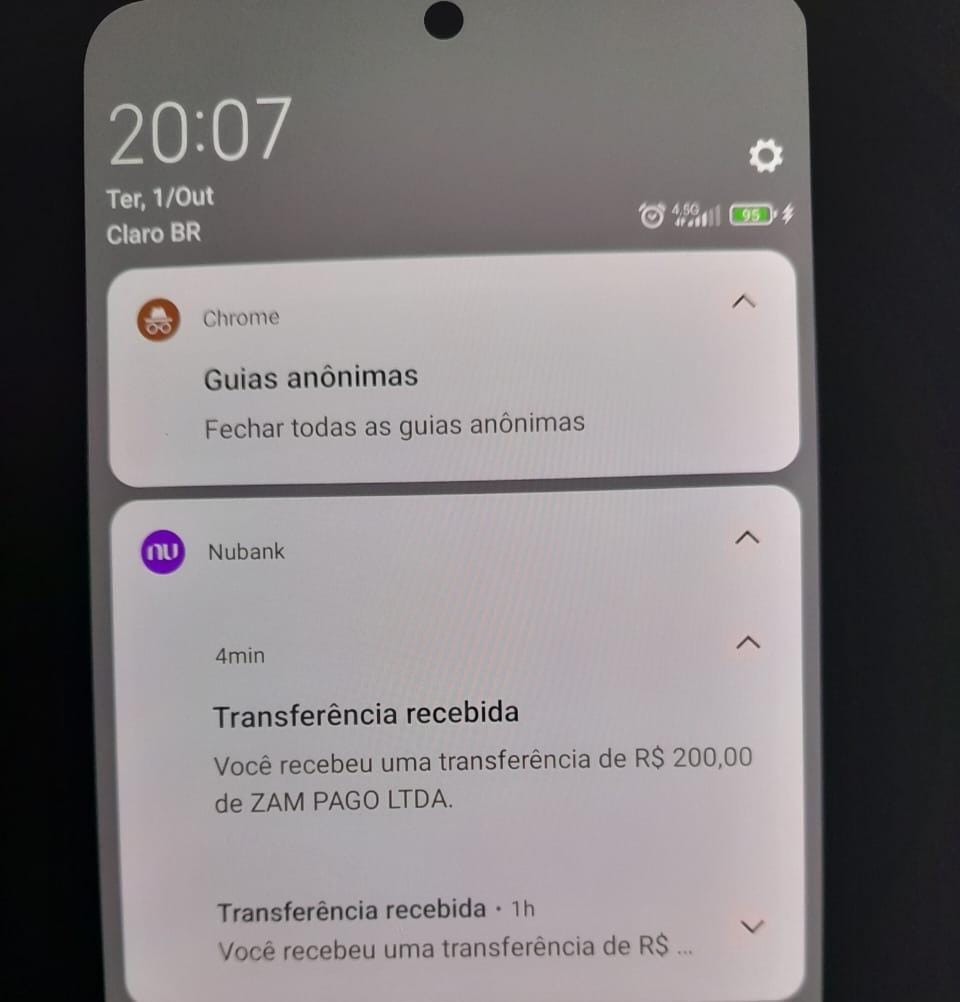 20:07
Ter, 1/Out
Claro BR
4.5G
95
Chrome
Guias anônimas
Fechar todas as guias anônimas
nu
Nubank
4min
Transferência recebida
Você recebeu uma transferência de R$ 200,00
de ZAM PAGO LTDA.
Transferência recebida • 1h
Você recebeu uma transferência de R$ ...